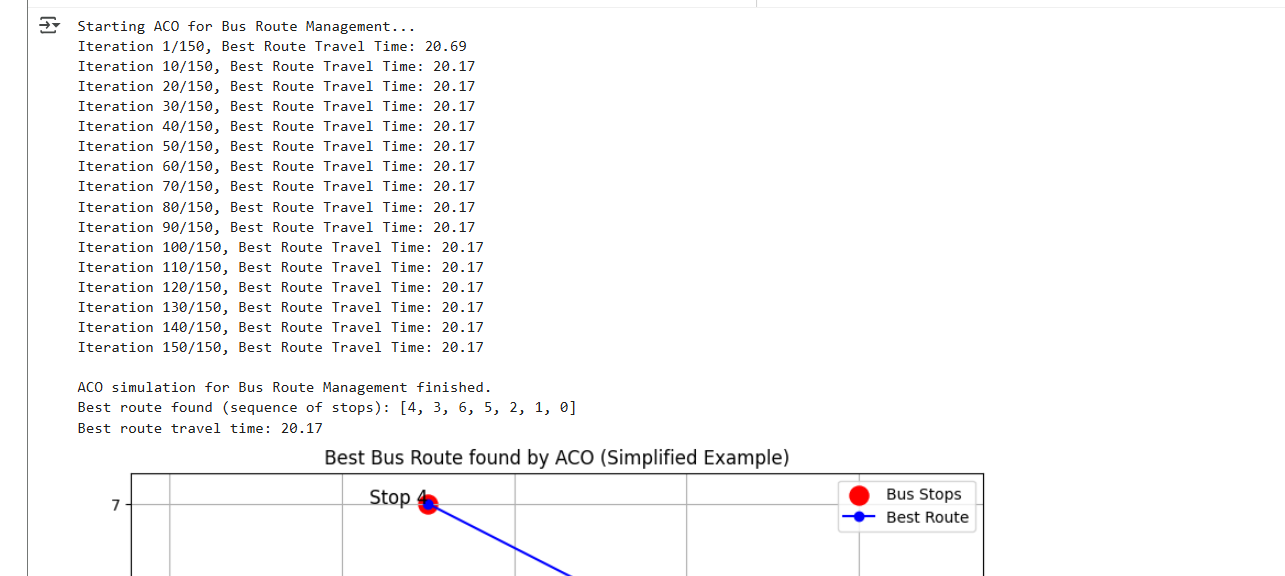 Starting ACO for Bus Route Management...
Iteration 1/150, Best Route Travel Time: 20.69
Iteration 10/150, Best Route Travel Time: 20.17
Iteration 20/150, Best Route Travel Time: 20.17
Iteration 30/150, Best Route Travel Time: 20.17
Iteration 40/150, Best Route Travel Time: 20.17
Iteration 50/150, Best Route Travel Time: 20.17
Iteration 60/150, Best Route Travel Time: 20.17
Iteration 70/150, Best Route Travel Time: 20.17
Iteration 80/150, Best Route Travel Time: 20.17
Iteration 90/150, Best Route Travel Time: 20.17
Iteration 100/150, Best Route Travel Time: 20.17
Iteration 110/150, Best Route Travel Time: 20.17
Iteration 120/150, Best Route Travel Time: 20.17
Iteration 130/150, Best Route Travel Time: 20.17
Iteration 140/150, Best Route Travel Time: 20.17
Iteration 150/150, Best Route Travel Time: 20.17
ACO simulation for Bus Route Management finished.
Best route found (sequence of stops): [4, 3, 6, 5, 2, 1, 0]
Best route travel time: 20.17
Best Bus Route found by ACO (Simplified Example)
7
Stop 4
Bus Stops
Best Route